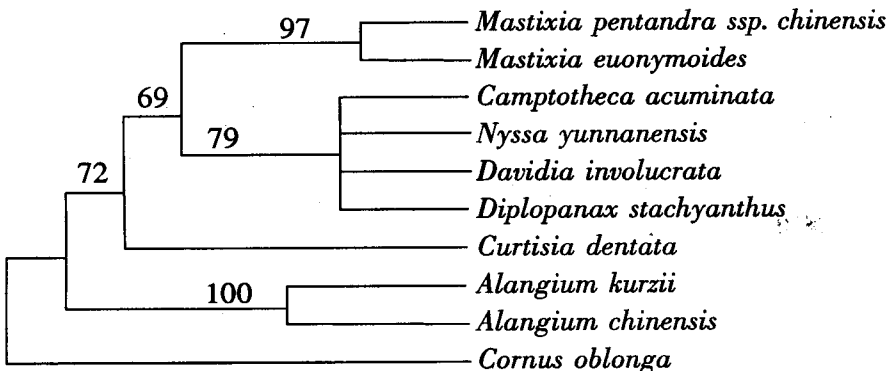 97
Mastixia pentandra ssp. chinensis
Mastixia euonymoides
69
Camptotheca acuminata
79
Nyssa yunnanensis
Davidia involucrata
72
Diplopanax stachyanthus
Curtisia dentata
100
Alangium kurzii
Alangium chinensis
Cornus oblonga